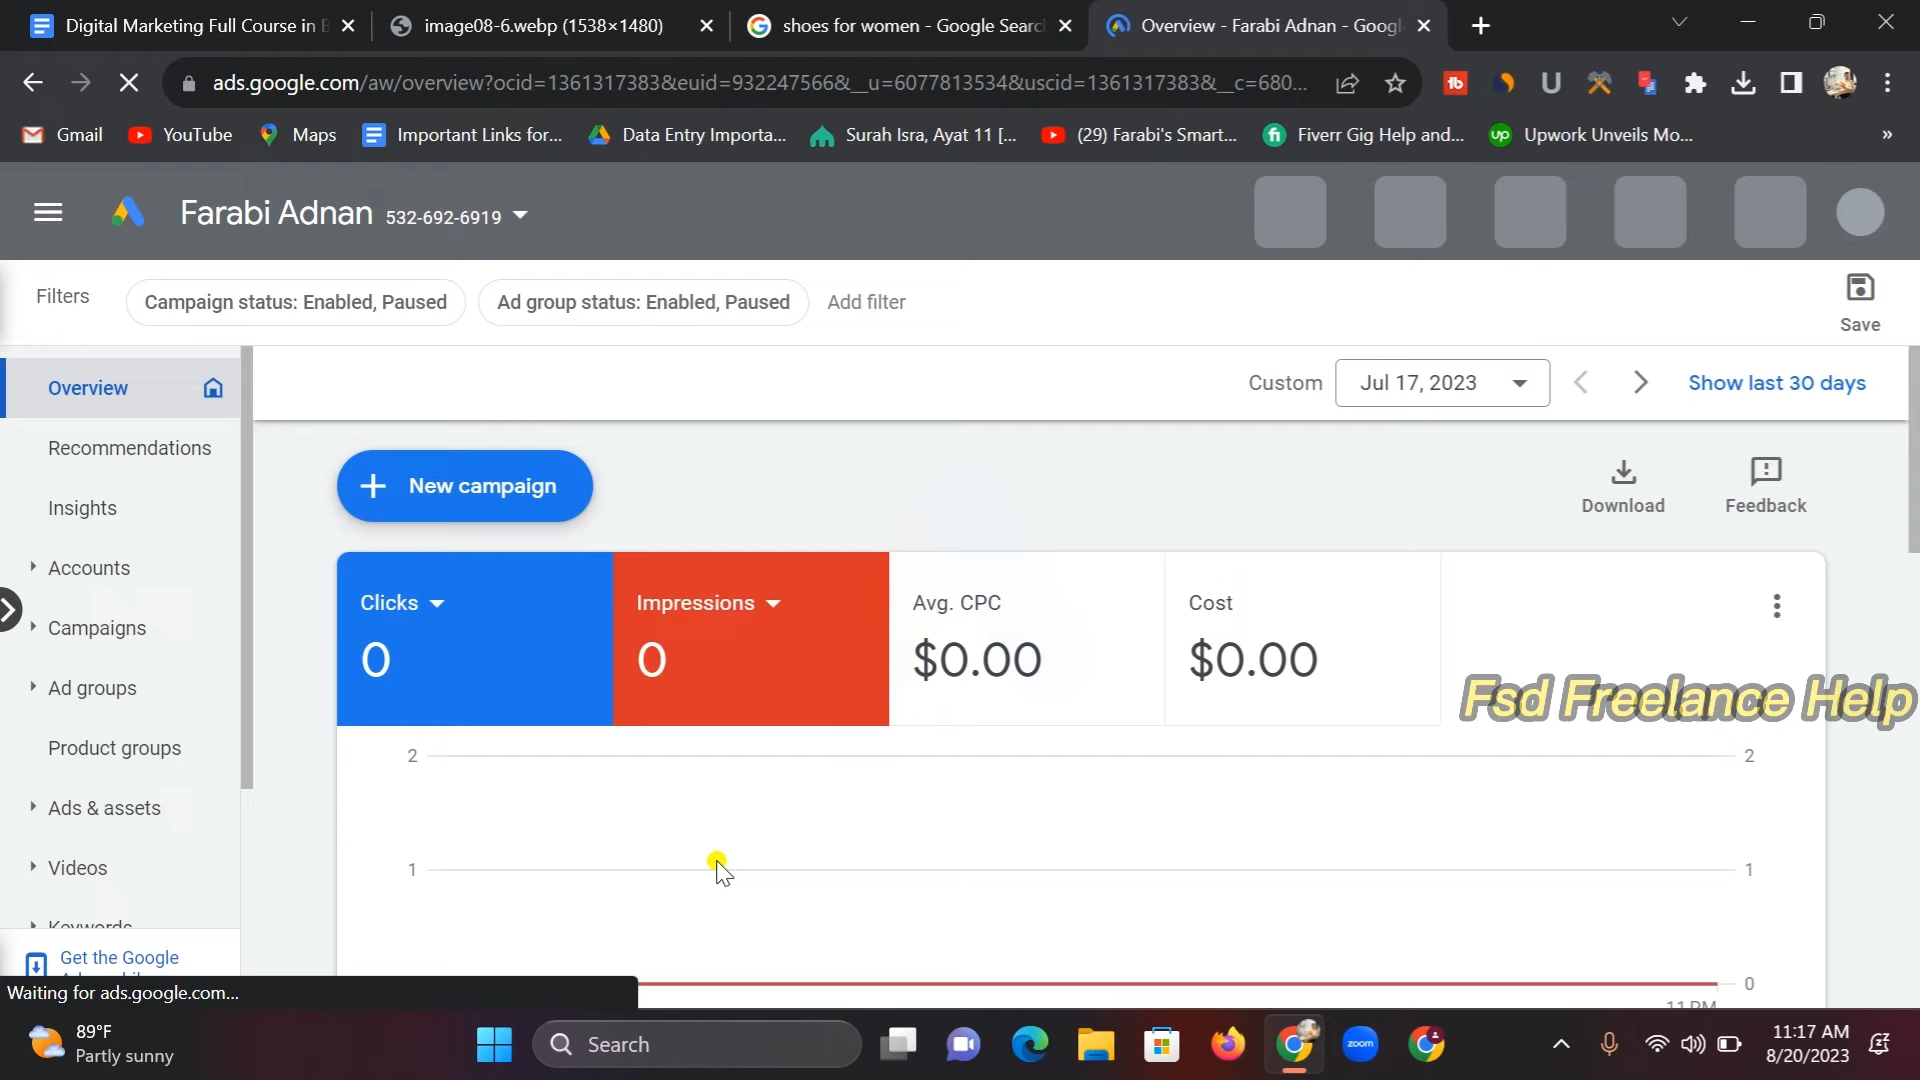 Digital Marketing Full Course in B
image08-6.webp (1538×1480)
shoes for women - Google Searc
Overview - Farabi Adnan - Googl
ads.google.com/aw/overview?ocid=1361317383&euid=932247566&__u=6077813534&uscid=1361317383&__c=680...
Gmail
YouTube
Maps
Important Links for...
Data Entry Importa...
Surah Isra, Ayat 11 [...
(29) Farabi's Smart...
Fiverr Gig Help and...
Upwork Unveils Mo...
»
Farabi Adnan 532-692-6919
Filters
Campaign status: Enabled, Paused
Ad group status: Enabled, Paused
Add filter
Save
Overview
Recommendations
Insights
Accounts
Campaigns
Ad groups
Product groups
Ads & assets
Videos
Keywords
Get the Google
Custom
Jul 17, 2023
Show last 30 days
New campaign
Download
Feedback
Clicks
0
Impressions
0
Avg. CPC
$0.00
Cost
$0.00
Fsd Freelance Help
2
2
1
1
0
11 PM
Waiting for ads.google.com...
89°F
Partly sunny
Search
zoom
11:17 AM
8/20/2023